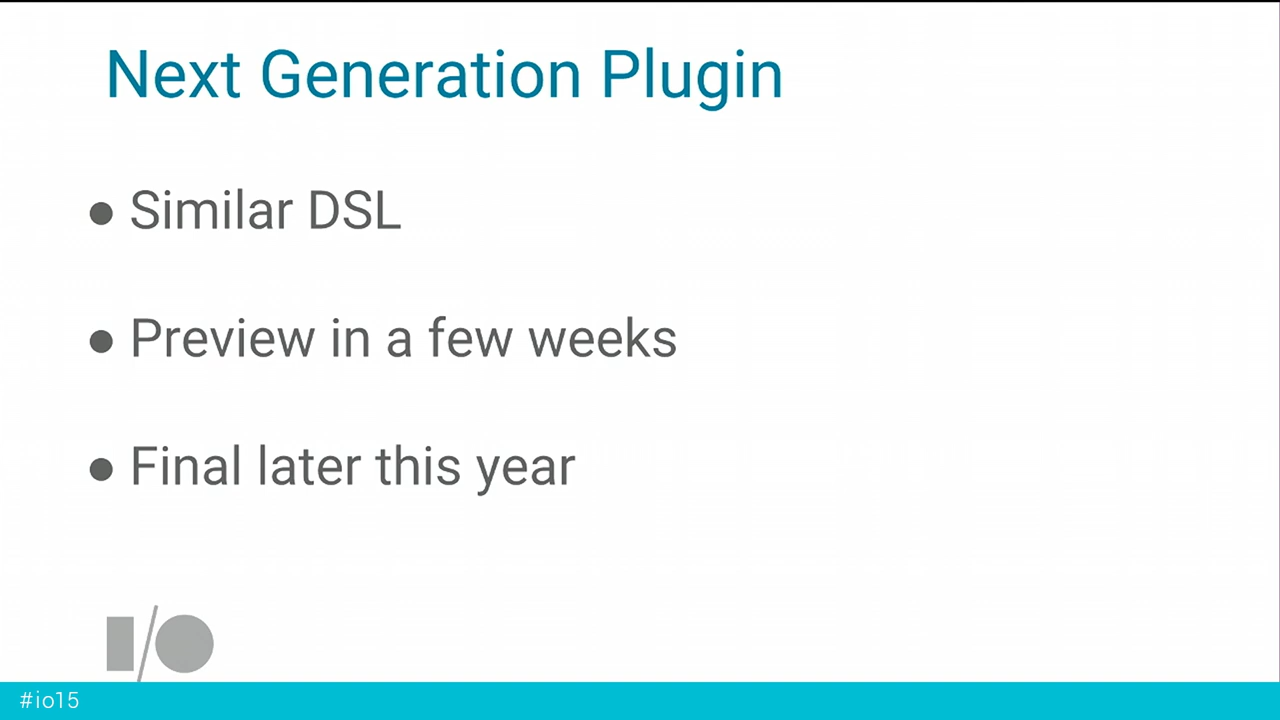 Next Generation Plugin
● Similar DSL
● Preview in a few weeks
● Final later this year
I/O
#io15